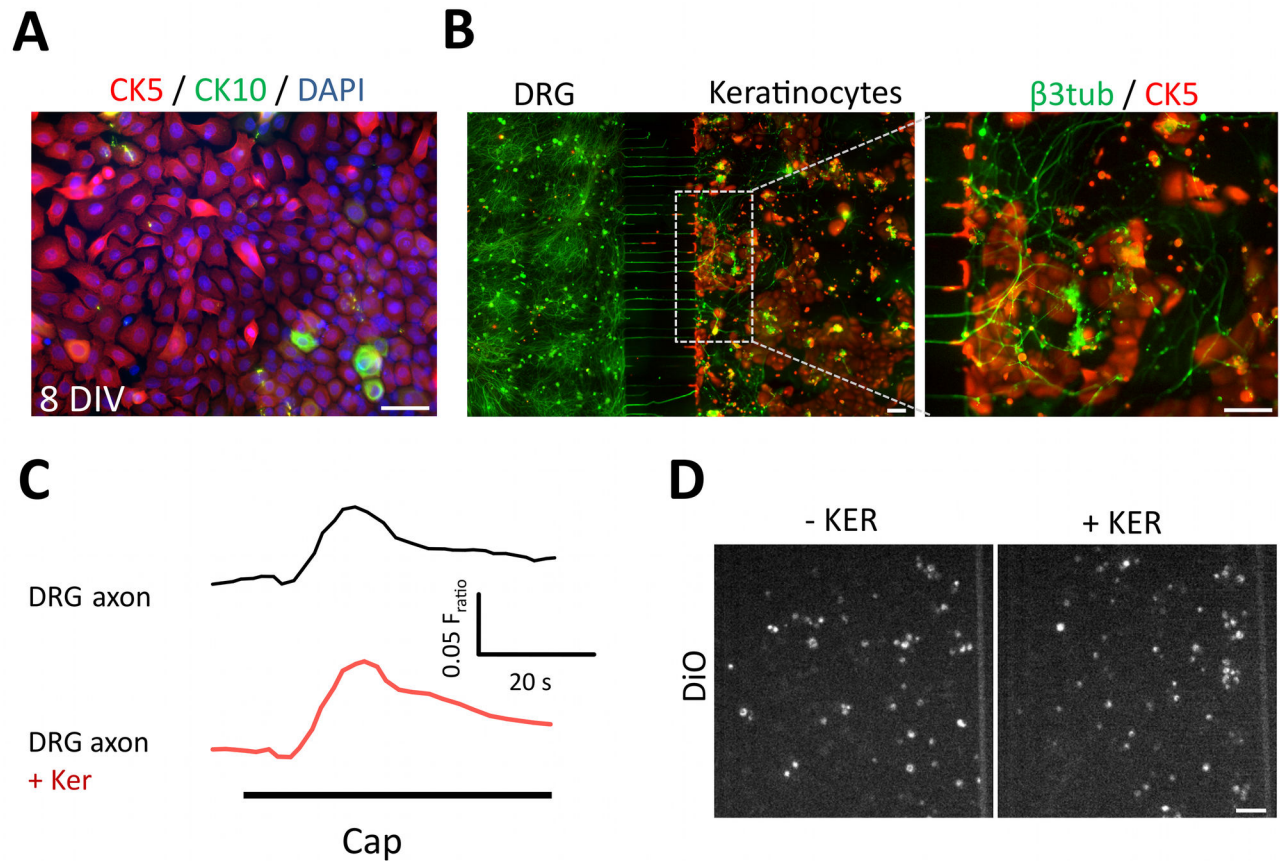 A
CK5 / CK10 / DAPI
8 DIV
B
DRG
Keratinocytes
β3tub / CK5
C
DRG axon
0.05 Fratio
20 s
DRG axon
+ Ker
Cap
D
- KER
+ KER
DiO